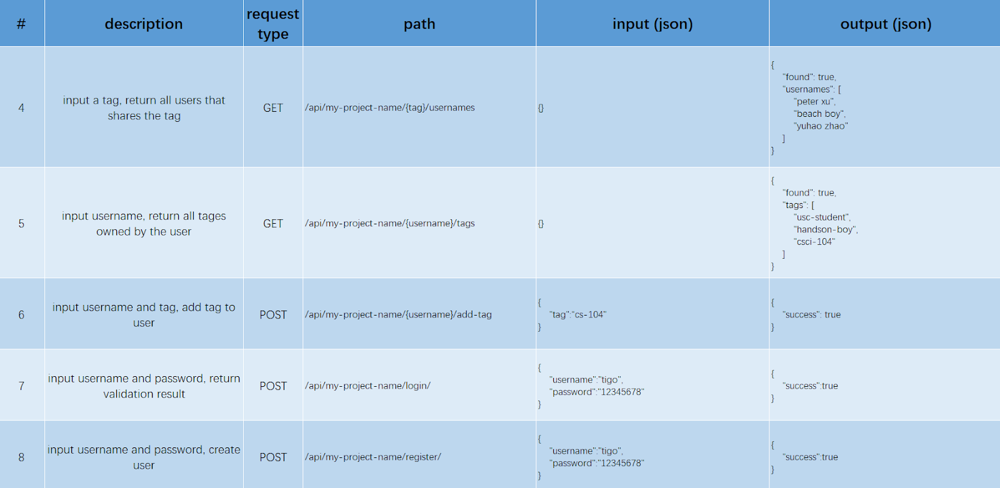 #
description
request
type
path
input (json)
output (json)
4
input a tag, return all users that
shares the tag
GET
/api/my-project-name/{tag}/usernames
{}
{
"found": true,
"usernames": [
"peter xu",
"beach boy",
"yuhao zhao"
]
}
5
input username, return all tages
owned by the user
GET
/api/my-project-name/{username}/tags
{}
{
"found": true,
"tags": [
"usc-student",
"handson-boy",
"csci-104"
]
}
6
input username and tag, add tag to
user
POST
/api/my-project-name/{username}/add-tag
{
"tag":"cs-104"
}
{
"success": true
}
7
input username and password, return
validation result
POST
/api/my-project-name/login/
{
"username":"tigo",
"password":"12345678"
}
{
"success":true
}
8
input username and password, create
user
POST
/api/my-project-name/register/
{
"username":"tigo",
"password":"12345678"
}
{
"success":true
}